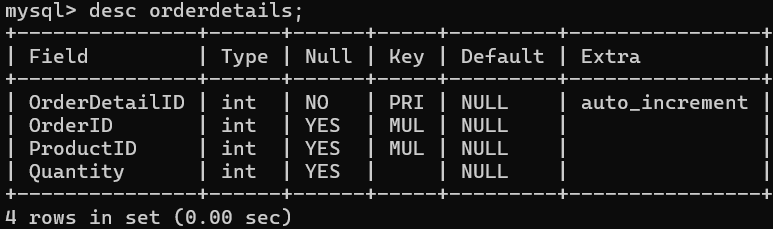 mysql> desc orderdetails;
+---------------+------+------+-----+---------+----------------+
| Field         | Type | Null | Key | Default | Extra          |
+---------------+------+------+-----+---------+----------------+
| OrderDetailID | int  | NO   | PRI | NULL    | auto_increment |
| OrderID       | int  | YES  | MUL | NULL    |                |
| ProductID     | int  | YES  | MUL | NULL    |                |
| Quantity      | int  | YES  |     | NULL    |                |
+---------------+------+------+-----+---------+----------------+
4 rows in set (0.00 sec)